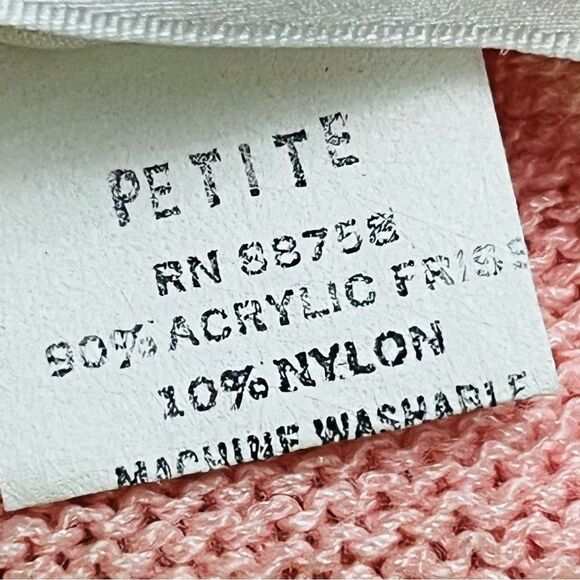 PETITE
RN 88758
90% ACRYLIC
10% NYLON
MACHINE WASHABLE